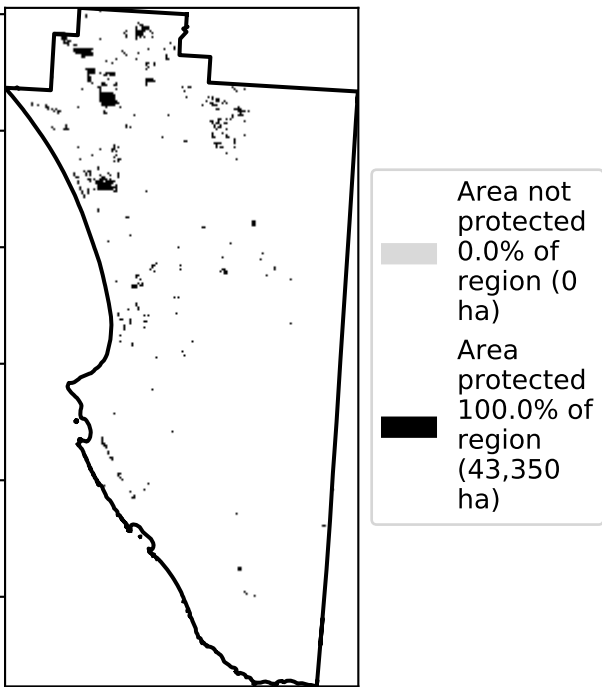 Area not
protected
0.0% of
region (0
ha)
Area
protected
100.0% of
region
(43,350
ha)